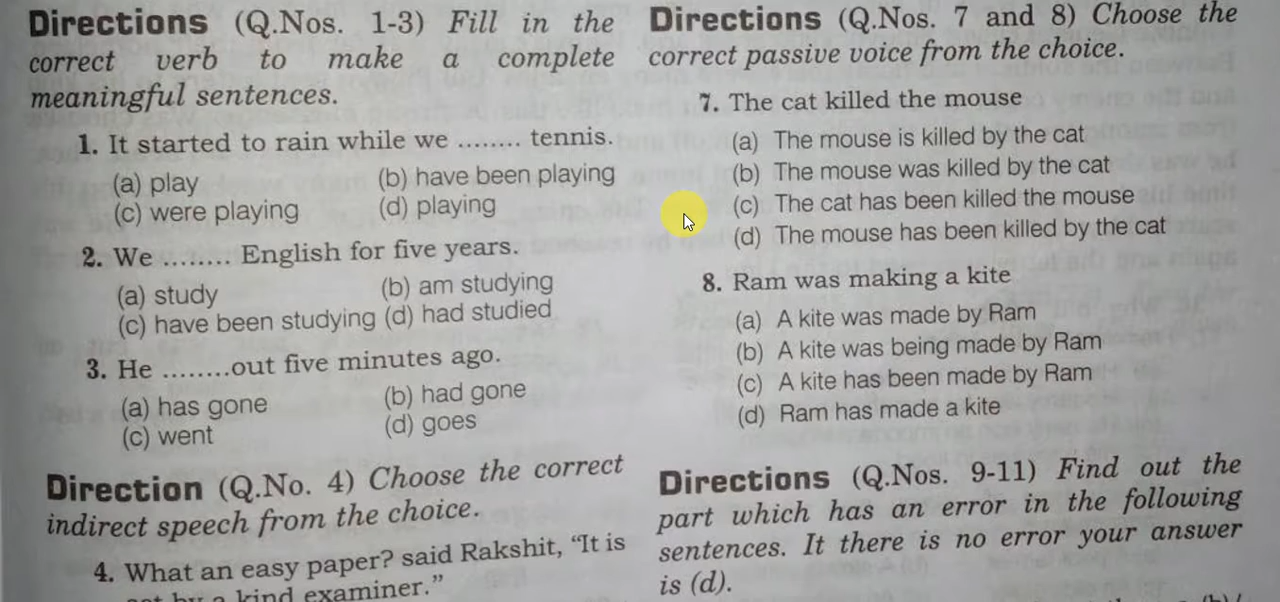 Directions (Q.Nos. 1-3) Fill in the
correct verb to make a complete
meaningful sentences.
1. It started to rain while we ........ tennis.
(a) play (b) have been playing
(c) were playing (d) playing
2. We ........ English for five years.
(a) study (b) am studying
(c) have been studying (d) had studied
3. He ........out five minutes ago.
(a) has gone (b) had gone
(c) went (d) goes
Direction (Q.No. 4) Choose the correct
indirect speech from the choice.
4. What an easy paper? said Rakshit, “It is
set by a kind examiner.”
Directions (Q.Nos. 7 and 8) Choose the
correct passive voice from the choice.
7. The cat killed the mouse
(a) The mouse is killed by the cat
(b) The mouse was killed by the cat
(c) The cat has been killed the mouse
(d) The mouse has been killed by the cat
8. Ram was making a kite
(a) A kite was made by Ram
(b) A kite was being made by Ram
(c) A kite has been made by Ram
(d) Ram has made a kite
Directions (Q.Nos. 9-11) Find out the
part which has an error in the following
sentences. It there is no error your answer
is (d).